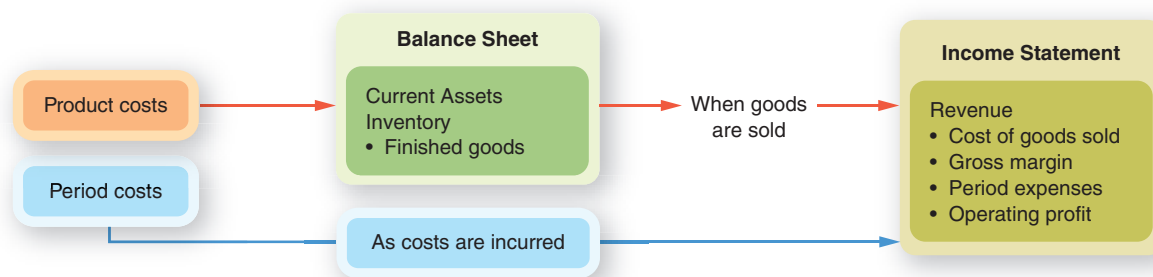 Product costs
Period costs
Balance Sheet
Current Assets
Inventory
• Finished goods
As costs are incurred
When goods
are sold
Income Statement
Revenue
• Cost of goods sold
• Gross margin
• Period expenses
• Operating profit